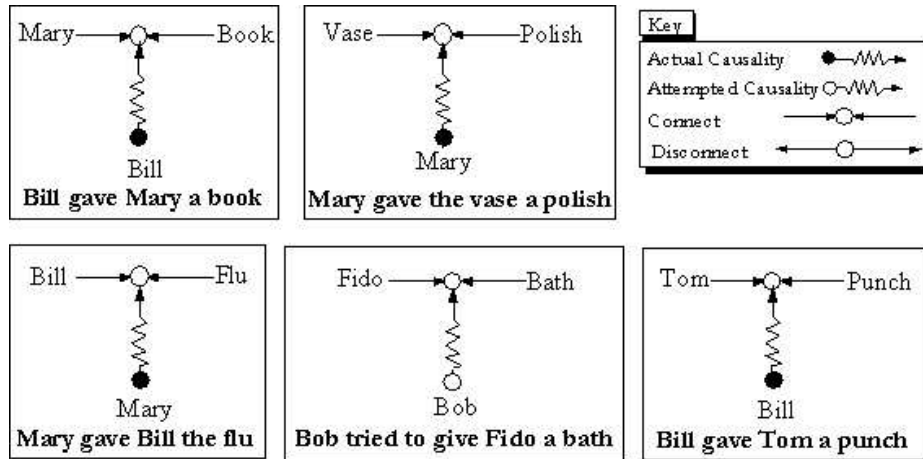 Mary
Book
Bill
Bill gave Mary a book
Vase
Polish
Mary
Mary gave the vase a polish
Key
Actual Causality
Attempted Causality
Connect
Disconnect
Bill
Flu
Mary
Mary gave Bill the flu
Fido
Bath
Bob
Bob tried to give Fido a bath
Tom
Punch
Bill
Bill gave Tom a punch